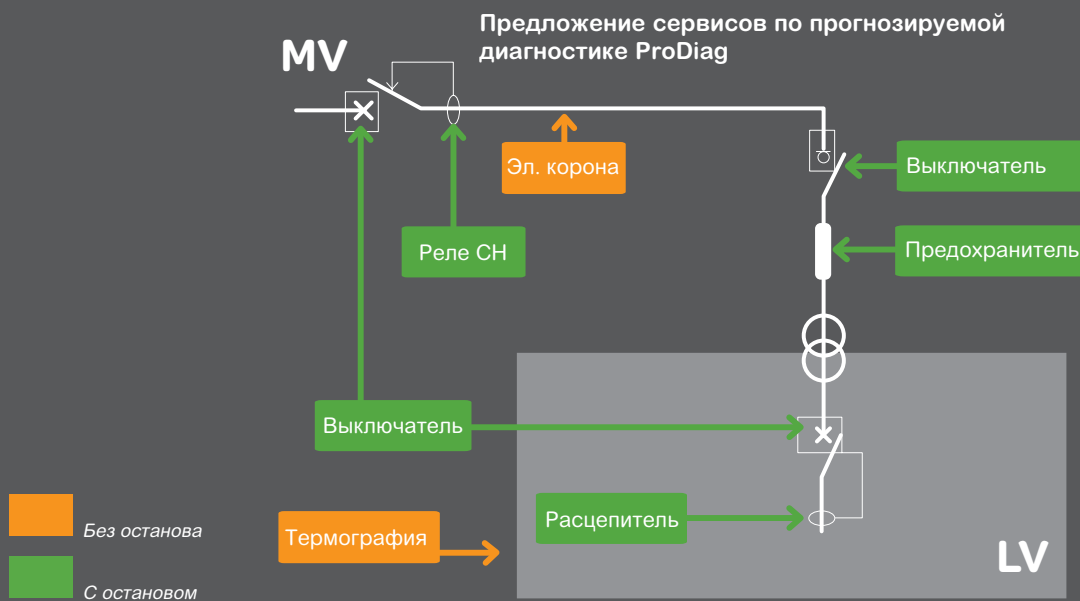 Предложение сервисов по прогнозируемой
диагностике ProDiag
MV
Эл. корона
Выключатель
Реле СН
Предохранитель
Выключатель
Расцепитель
Термография
Без останова
LV
С остановом